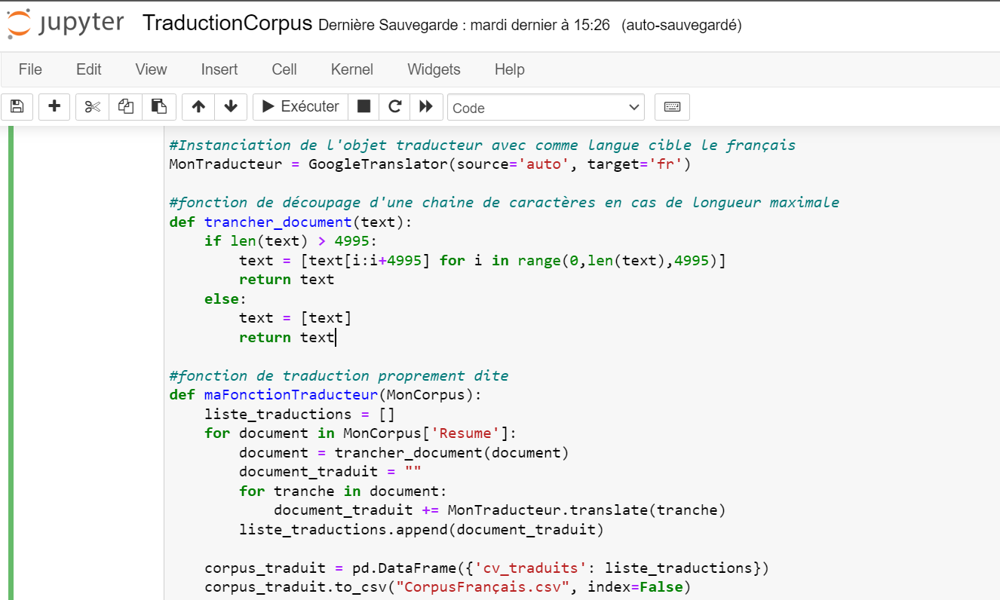 jupyter TraductionCorpus Dernière Sauvegarde : mardi dernier à 15:26 (auto-sauvegardé)
File Edit View Insert Cell Kernel Widgets Help
Exécuter Code
#Instanciation de l'objet traducteur avec comme langue cible le français
MonTraducteur = GoogleTranslator(source='auto', target='fr')

#fonction de découpage d'une chaine de caractères en cas de longueur maximale
def trancher_document(text):
    if len(text) > 4995:
        text = [text[i:i+4995] for i in range(0,len(text),4995)]
        return text
    else:
        text = [text]
        return text

#fonction de traduction proprement dite
def maFonctionTraducteur(MonCorpus):
    liste_traductions = []
    for document in MonCorpus['Resume']:
        document = trancher_document(document)
        document_traduit = ""
        for tranche in document:
            document_traduit += MonTraducteur.translate(tranche)
        liste_traductions.append(document_traduit)

    corpus_traduit = pd.DataFrame({'cv_traduits': liste_traductions})
    corpus_traduit.to_csv("CorpusFrançais.csv", index=False)